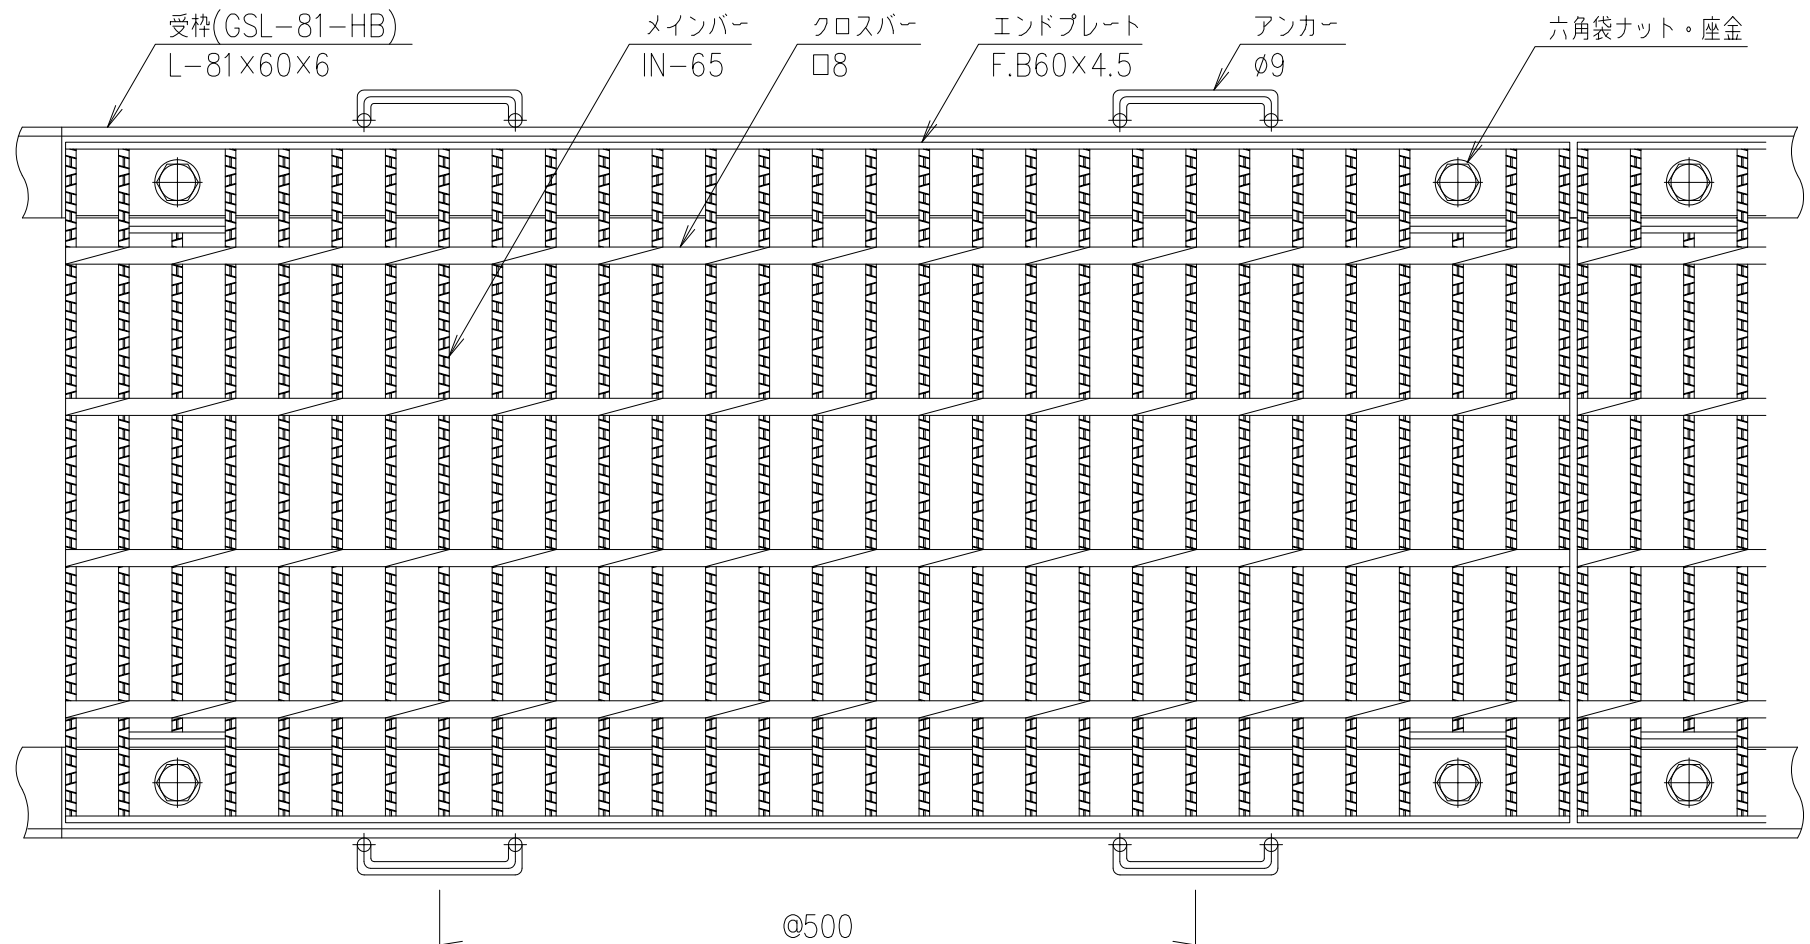 受枠(GSL-81-HB)
L-81×60×6
メインバー
IN-65
クロスバー
□8
エンドプレート
F.B60×4.5
アンカー
ø9
六角袋ナット・座金
@500